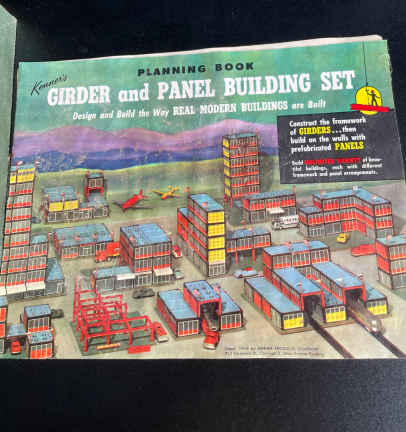 PLANNING BOOK
Kenner's
GIRDER and PANEL BUILDING SET
Design and Build the Way REAL MODERN BUILDINGS are Built
Construct the framework
of GIRDERS...then
build on the walls with
prefabricated PANELS
Build UNLIMITED VARIETY of beau-
tiful buildings, each with different
framework and panel arrangements.
KENNER PRODUCTS